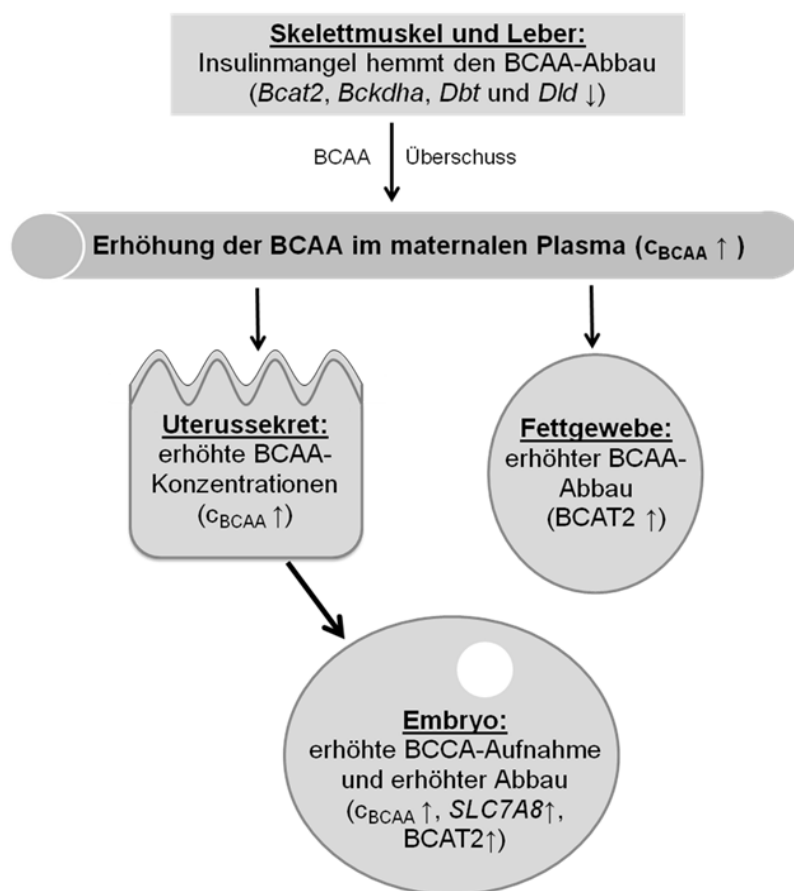 Skelettmuskel und Leber:
Insulinmangel hemmt den BCAA-Abbau
(Bcat2, Bckdha, Dbt und Dld ↓)
BCAA Überschuss
Erhöhung der BCAA im maternalen Plasma (cBCAA ↑ )
Uterussekret:
erhöhte BCAA-
Konzentrationen
(cBCAA ↑)
Fettgewebe:
erhöhter BCAA-
Abbau
(BCAT2 ↑)
Embryo:
erhöhte BCCA-Aufnahme
und erhöhter Abbau
(cBCAA ↑, SLC7A8↑,
BCAT2↑)